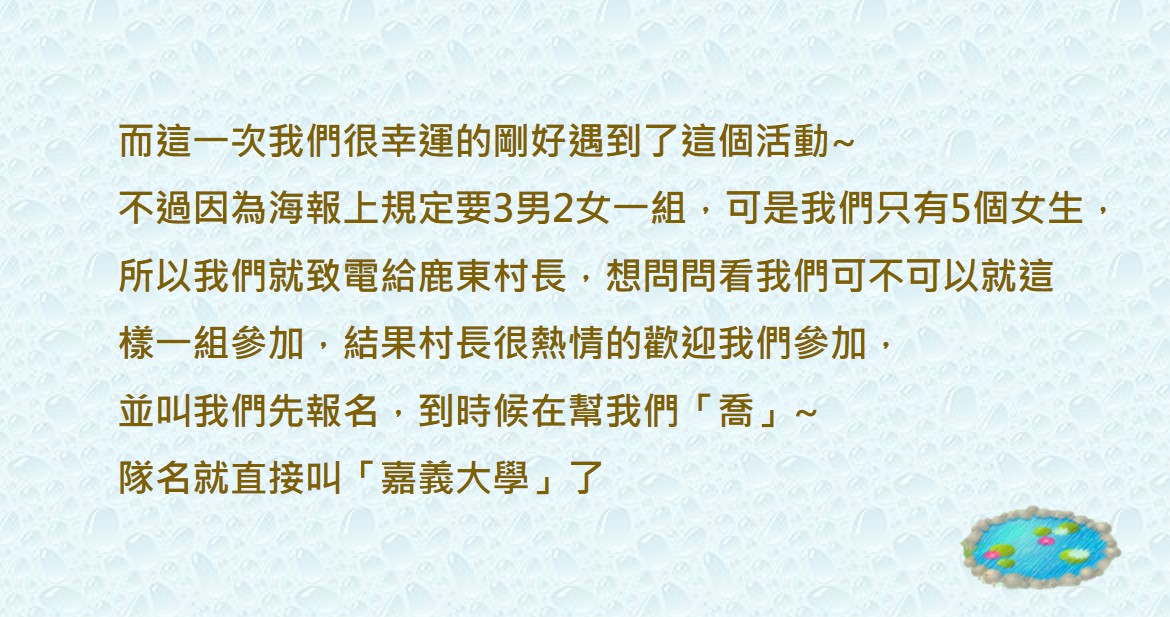 而這一次我們很幸運的剛好遇到了這個活動~
不過因為海報上規定要3男2女一組，可是我們只有5個女生，
所以我們就致電給鹿東村長，想問問看我們可不可以就這
樣一組參加，結果村長很熱情的歡迎我們參加，
並叫我們先報名，到時候在幫我們「喬」~
隊名就直接叫「嘉義大學」了